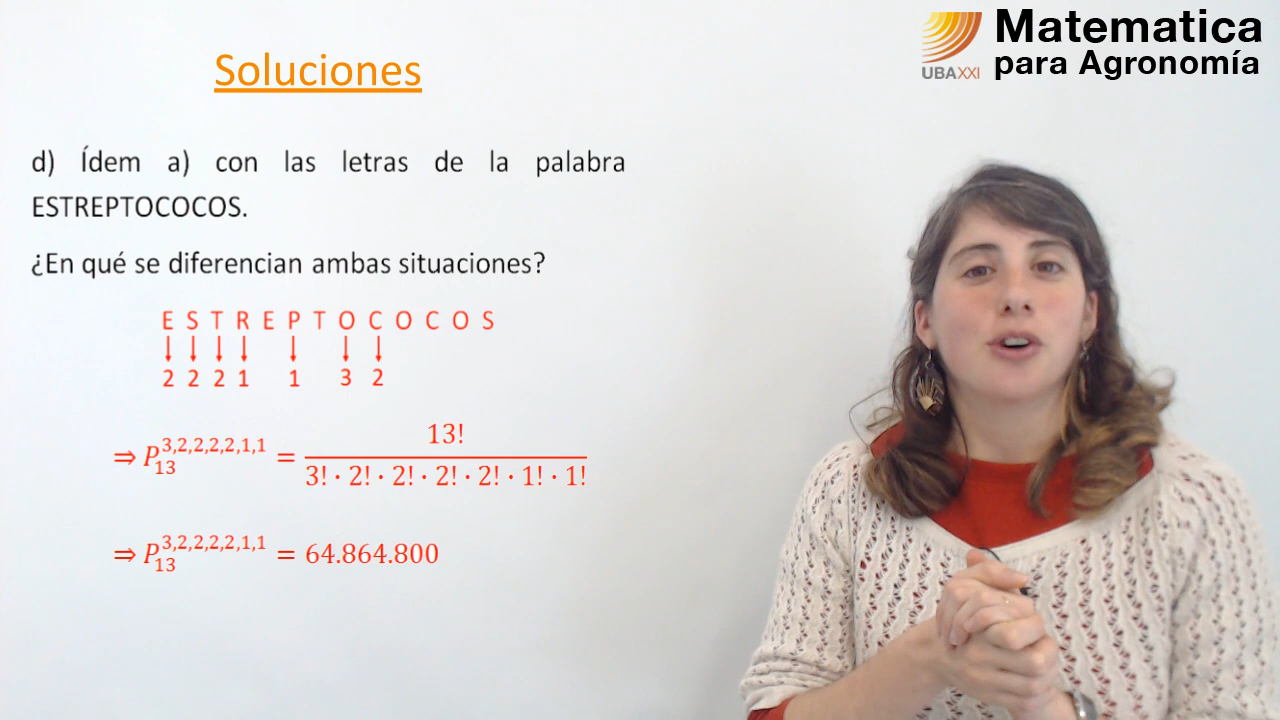 Matematica
para Agronomía
UBAXXI
Soluciones
d) Ídem a) con las letras de la palabra
ESTREPTOCOCOS.
¿En qué se diferencian ambas situaciones?
E S T R E P T O C O C O S
2 2 2 1 1 3 2
⇒ P₁₃^3,2,2,2,2,1,1 = 13! / 3! · 2! · 2! · 2! · 2! · 1! · 1!
⇒ P₁₃^3,2,2,2,2,1,1 = 64.864.800